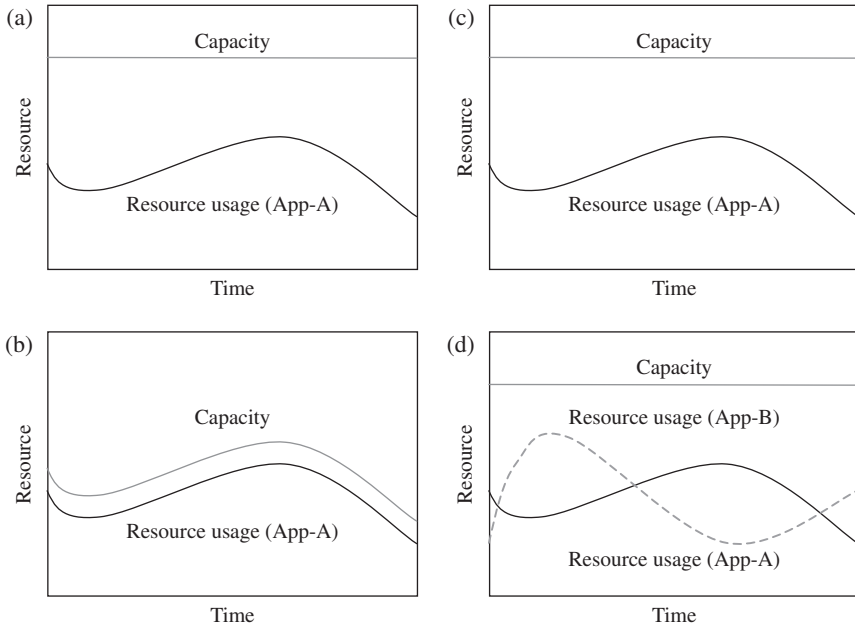 (a)
Capacity
Resource
Resource usage (App-A)
Time
(c)
Capacity
Resource
Resource usage (App-A)
Time
(b)
Capacity
Resource
Resource usage (App-A)
Time
(d)
Capacity
Resource usage (App-B)
Resource
Resource usage (App-A)
Time